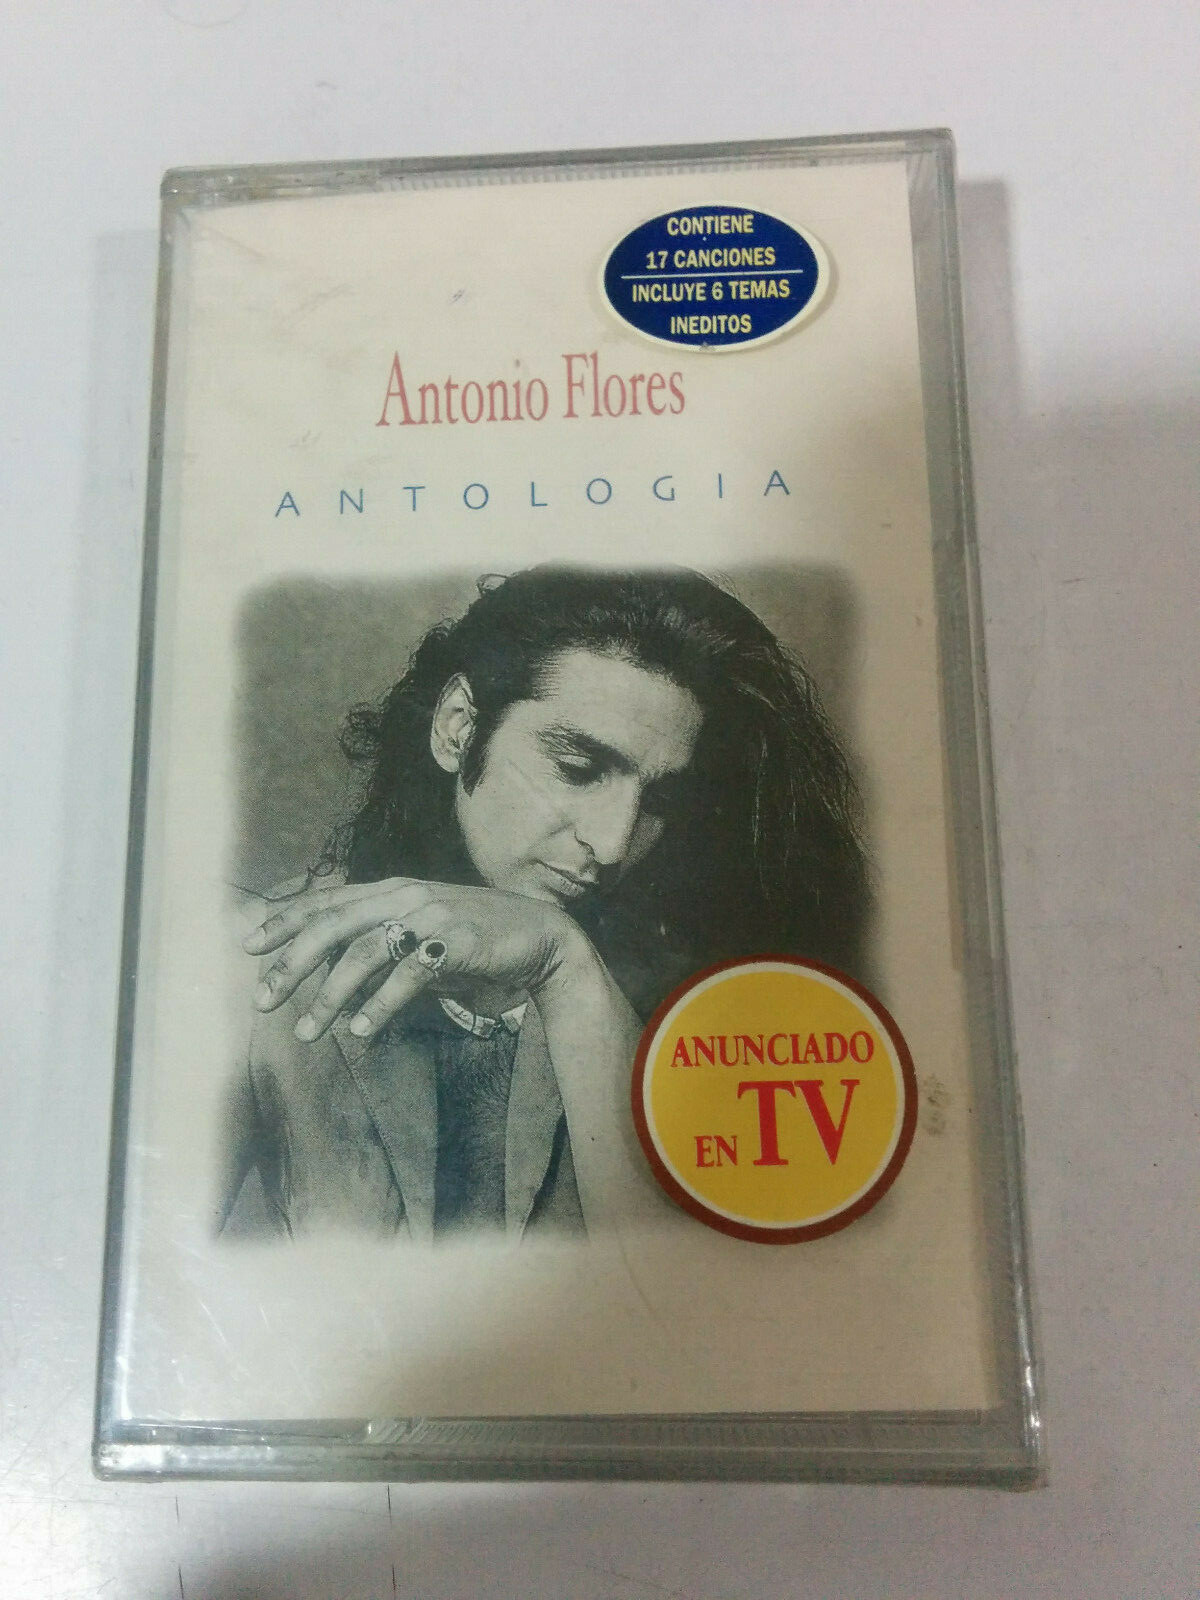 CONTIENE
17 CANCIONES
INCLUYE 6 TEMAS
INEDITOS
Antonio Flores
ANTOLOGIA
ANUNCIADO
EN TV